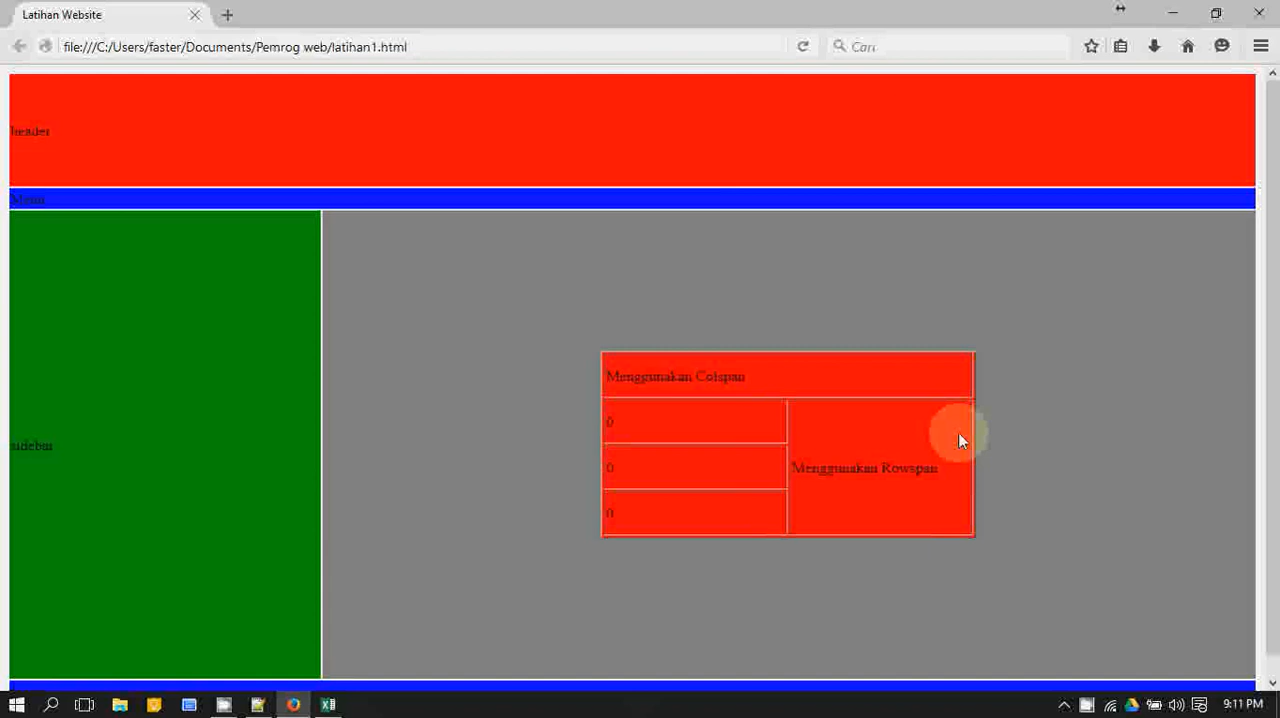 Latihan Website
file:///C:/Users/faster/Documents/Pemrog web/latihan1.html
Cari
header
Menu
sidebar
Menggunakan Colspan
0
0
Menggunakan Rowspan
0
9:11 PM